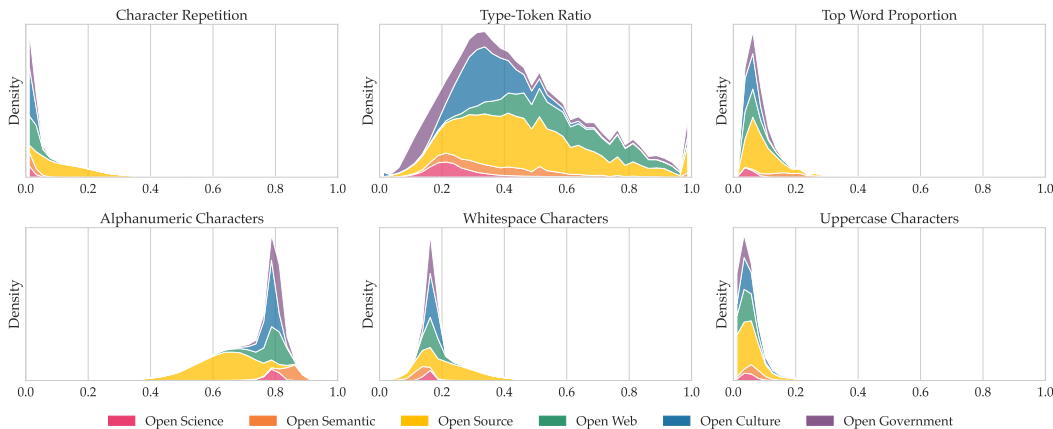 Character Repetition
Type-Token Ratio
Top Word Proportion
Density
Density
Density
0.0 0.2 0.4 0.6 0.8 1.0
0.0 0.2 0.4 0.6 0.8 1.0
0.0 0.2 0.4 0.6 0.8 1.0
Alphanumeric Characters
Whitespace Characters
Uppercase Characters
Density
Density
Density
0.0 0.2 0.4 0.6 0.8 1.0
0.0 0.2 0.4 0.6 0.8 1.0
0.0 0.2 0.4 0.6 0.8 1.0
Open Science Open Semantic Open Source Open Web Open Culture Open Government